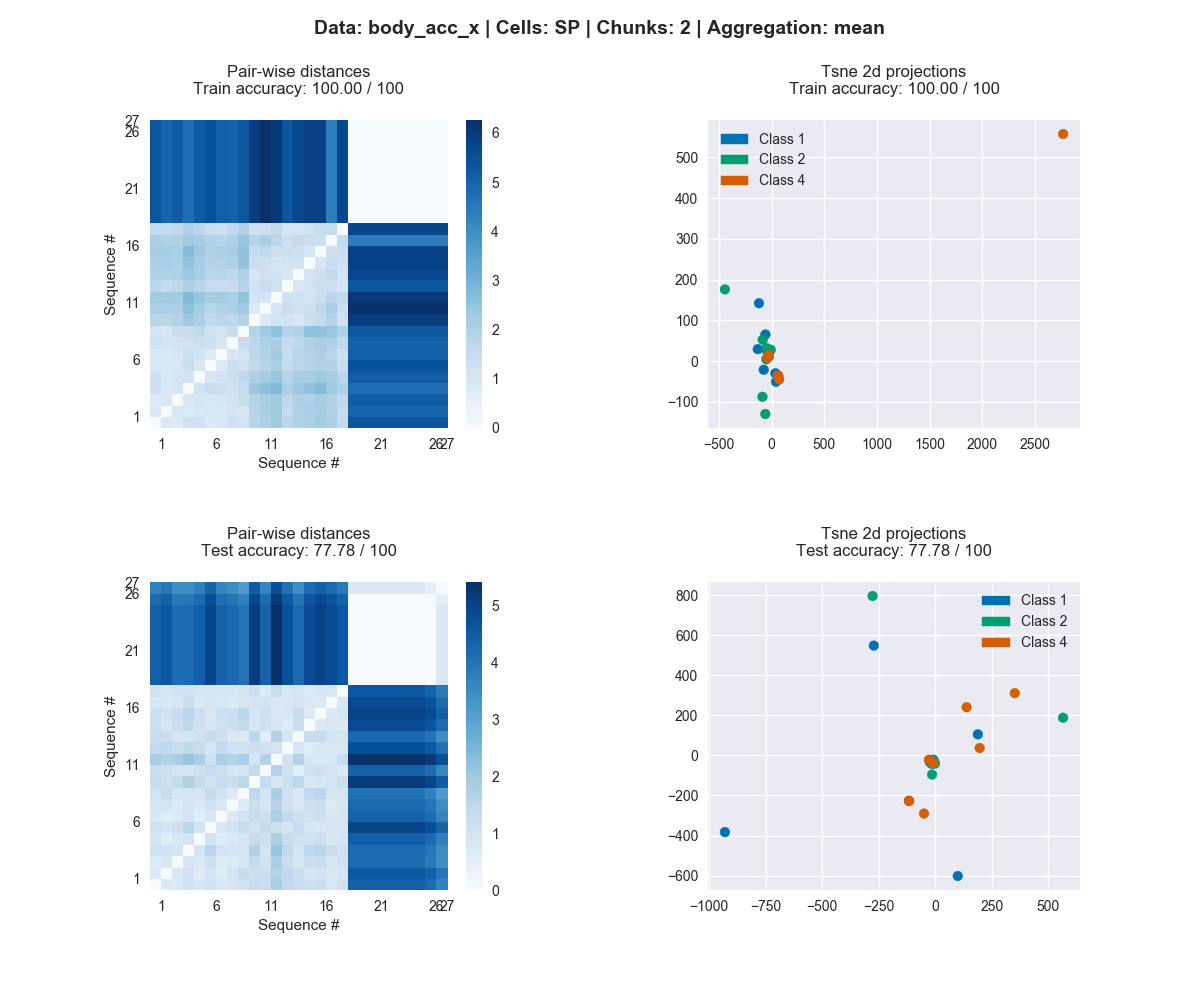 Data: body_acc_x | Cells: SP | Chunks: 2 | Aggregation: mean
Pair-wise distances
Train accuracy: 100.00 / 100
27
26
21
16
11
6
1
Sequence #
1 6 11 16 21 26 27
Sequence #
6
5
4
3
2
1
0
Tsne 2d projections
Train accuracy: 100.00 / 100
Class 1
Class 2
Class 4
500
400
300
200
100
0
−100
−500 0 500 1000 1500 2000 2500
Pair-wise distances
Test accuracy: 77.78 / 100
27
26
21
16
11
6
1
Sequence #
1 6 11 16 21 26 27
Sequence #
5
4
3
2
1
0
Tsne 2d projections
Test accuracy: 77.78 / 100
Class 1
Class 2
Class 4
800
600
400
200
0
−200
−400
−600
−1000 −750 −500 −250 0 250 500